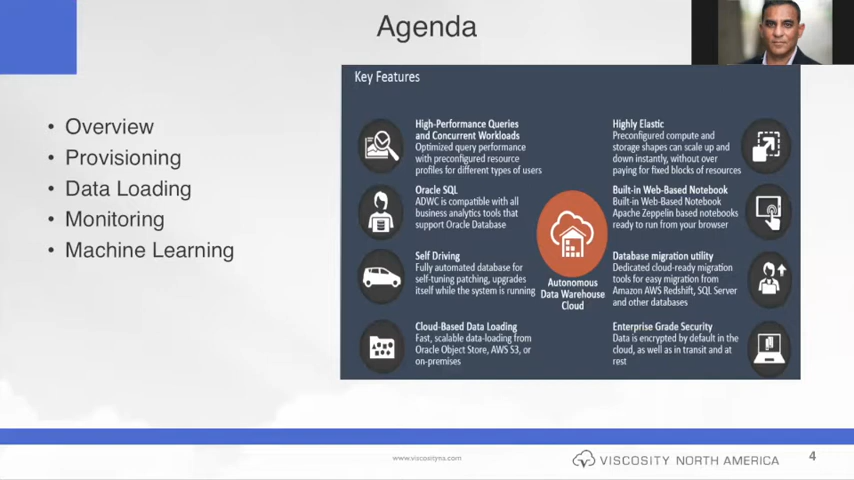 Agenda
• Overview
• Provisioning
• Data Loading
• Monitoring
• Machine Learning
Key Features
High-Performance Queries
and Concurrent Workloads
Optimized query performance
with preconfigured resource
profiles for different types of users
Oracle SQL
ADWC is compatible with all
business analytics tools that
support Oracle Database
Self Driving
Fully automated database for
self-tuning patching, upgrades
itself while the system is running
Cloud-Based Data Loading
Fast, scalable data-loading from
Oracle Object Store, AWS S3, or
on-premises
Autonomous
Data Warehouse
Cloud
Highly Elastic
Preconfigured compute and
storage shapes can scale up and
down instantly, without over
paying for fixed blocks of resources
Built-in Web-Based Notebook
Built-in Web-Based Notebook
Apache Zeppelin based notebooks
ready to run from your browser
Database migration utility
Dedicated cloud-ready migration
tools for easy migration from
Amazon AWS Redshift, SQL Server
and other databases
Enterprise Grade Security
Data is encrypted by default in the
cloud, as well as in transit and at
rest
www.viscosityna.com
VISCOSITY NORTH AMERICA
4